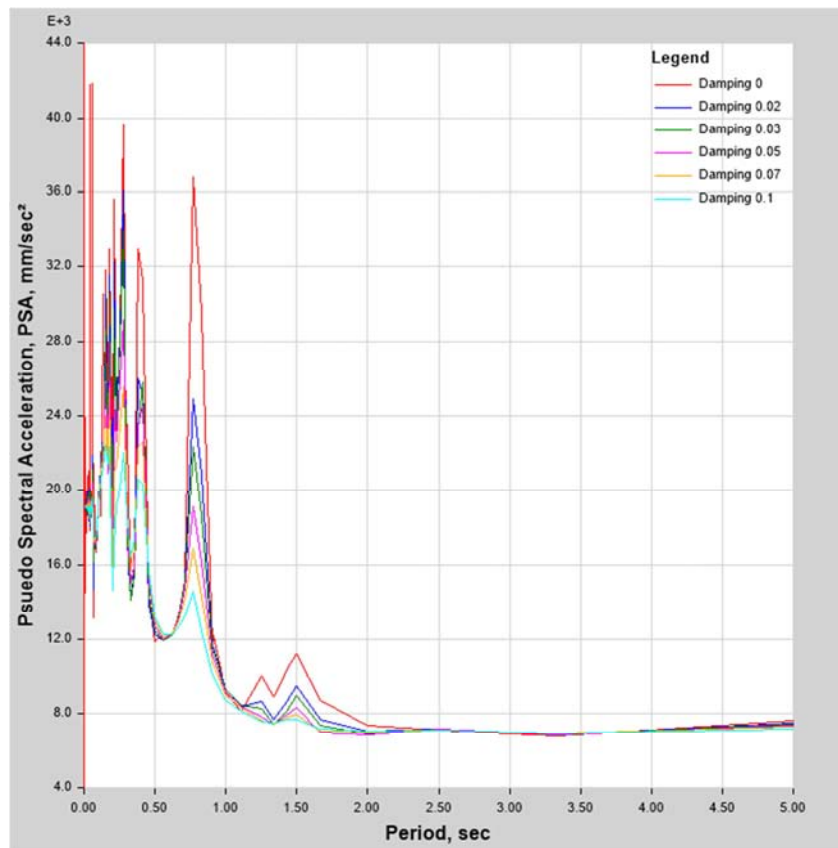 E+3
44.0
40.0
36.0
32.0
28.0
24.0
20.0
16.0
12.0
8.0
4.0
Psuedo Spectral Acceleration, PSA, mm/sec²
0.00 0.50 1.00 1.50 2.00 2.50 3.00 3.50 4.00 4.50 5.00
Period, sec
Legend
Damping 0
Damping 0.02
Damping 0.03
Damping 0.05
Damping 0.07
Damping 0.1